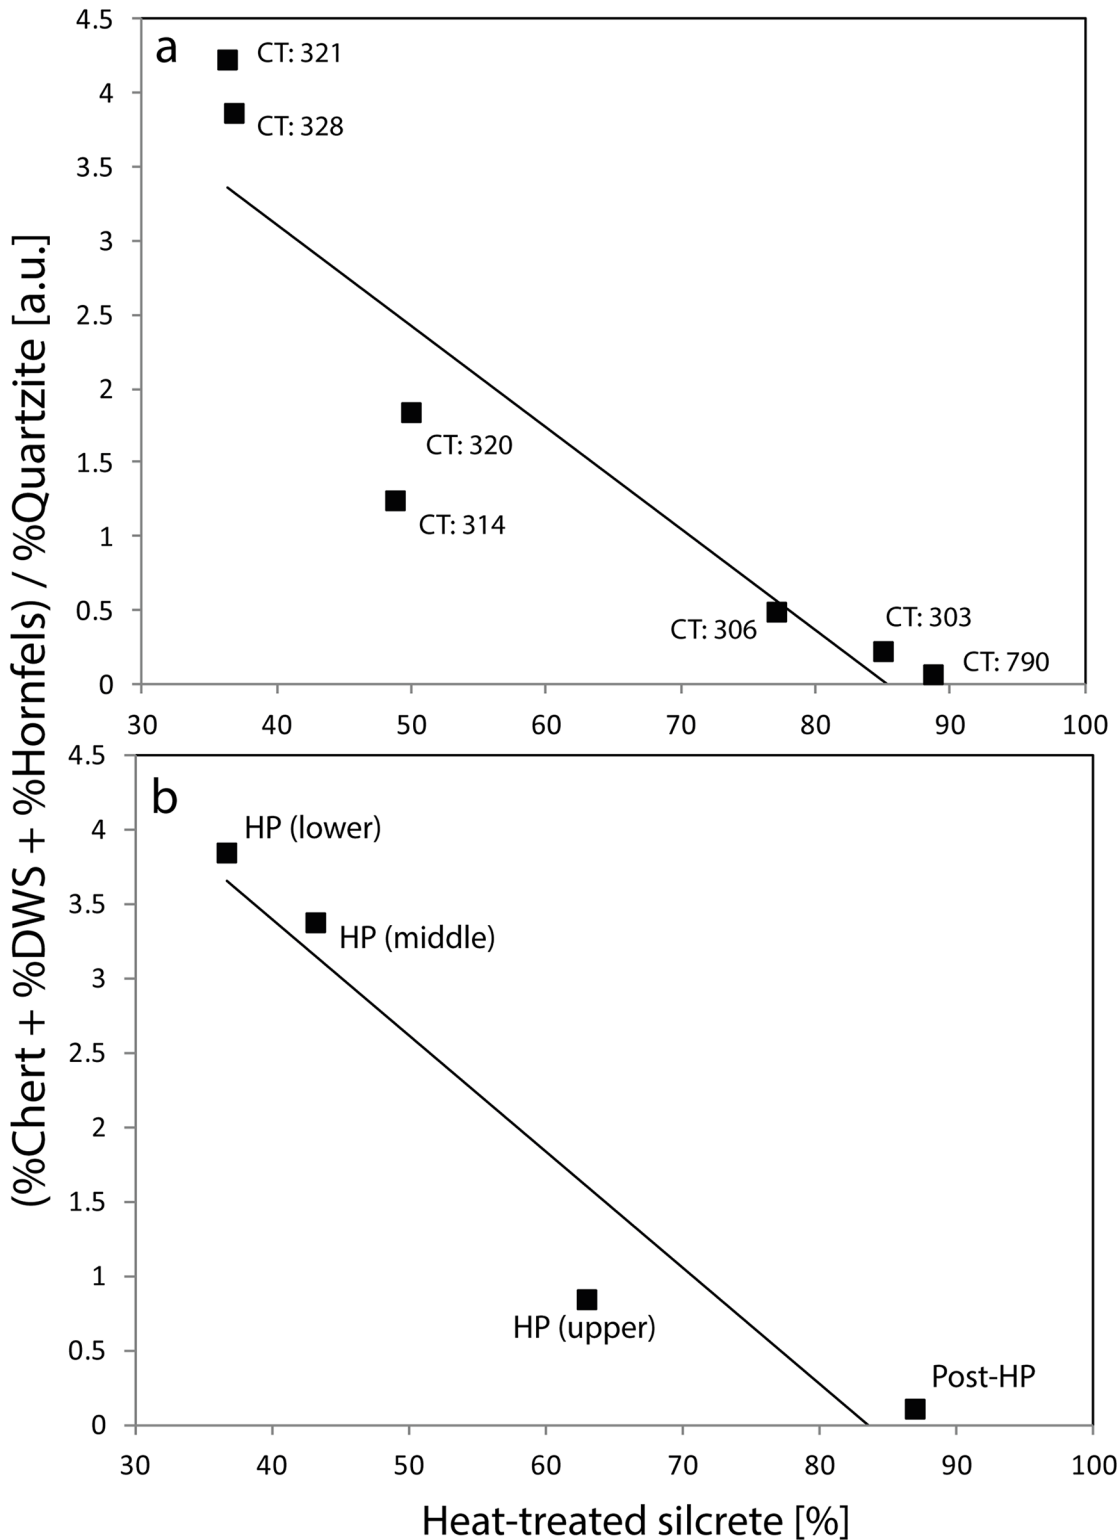 (%Chert + %DWS + %Hornfels) / %Quartzite [a.u.]
a
4.5
4
3.5
3
2.5
2
1.5
1
0.5
0
CT: 321
CT: 328
CT: 320
CT: 314
CT: 306
CT: 303
CT: 790
30 40 50 60 70 80 90 100
b
4.5
4
3.5
3
2.5
2
1.5
1
0.5
0
HP (lower)
HP (middle)
HP (upper)
Post-HP
30 40 50 60 70 80 90 100
Heat-treated silcrete [%]